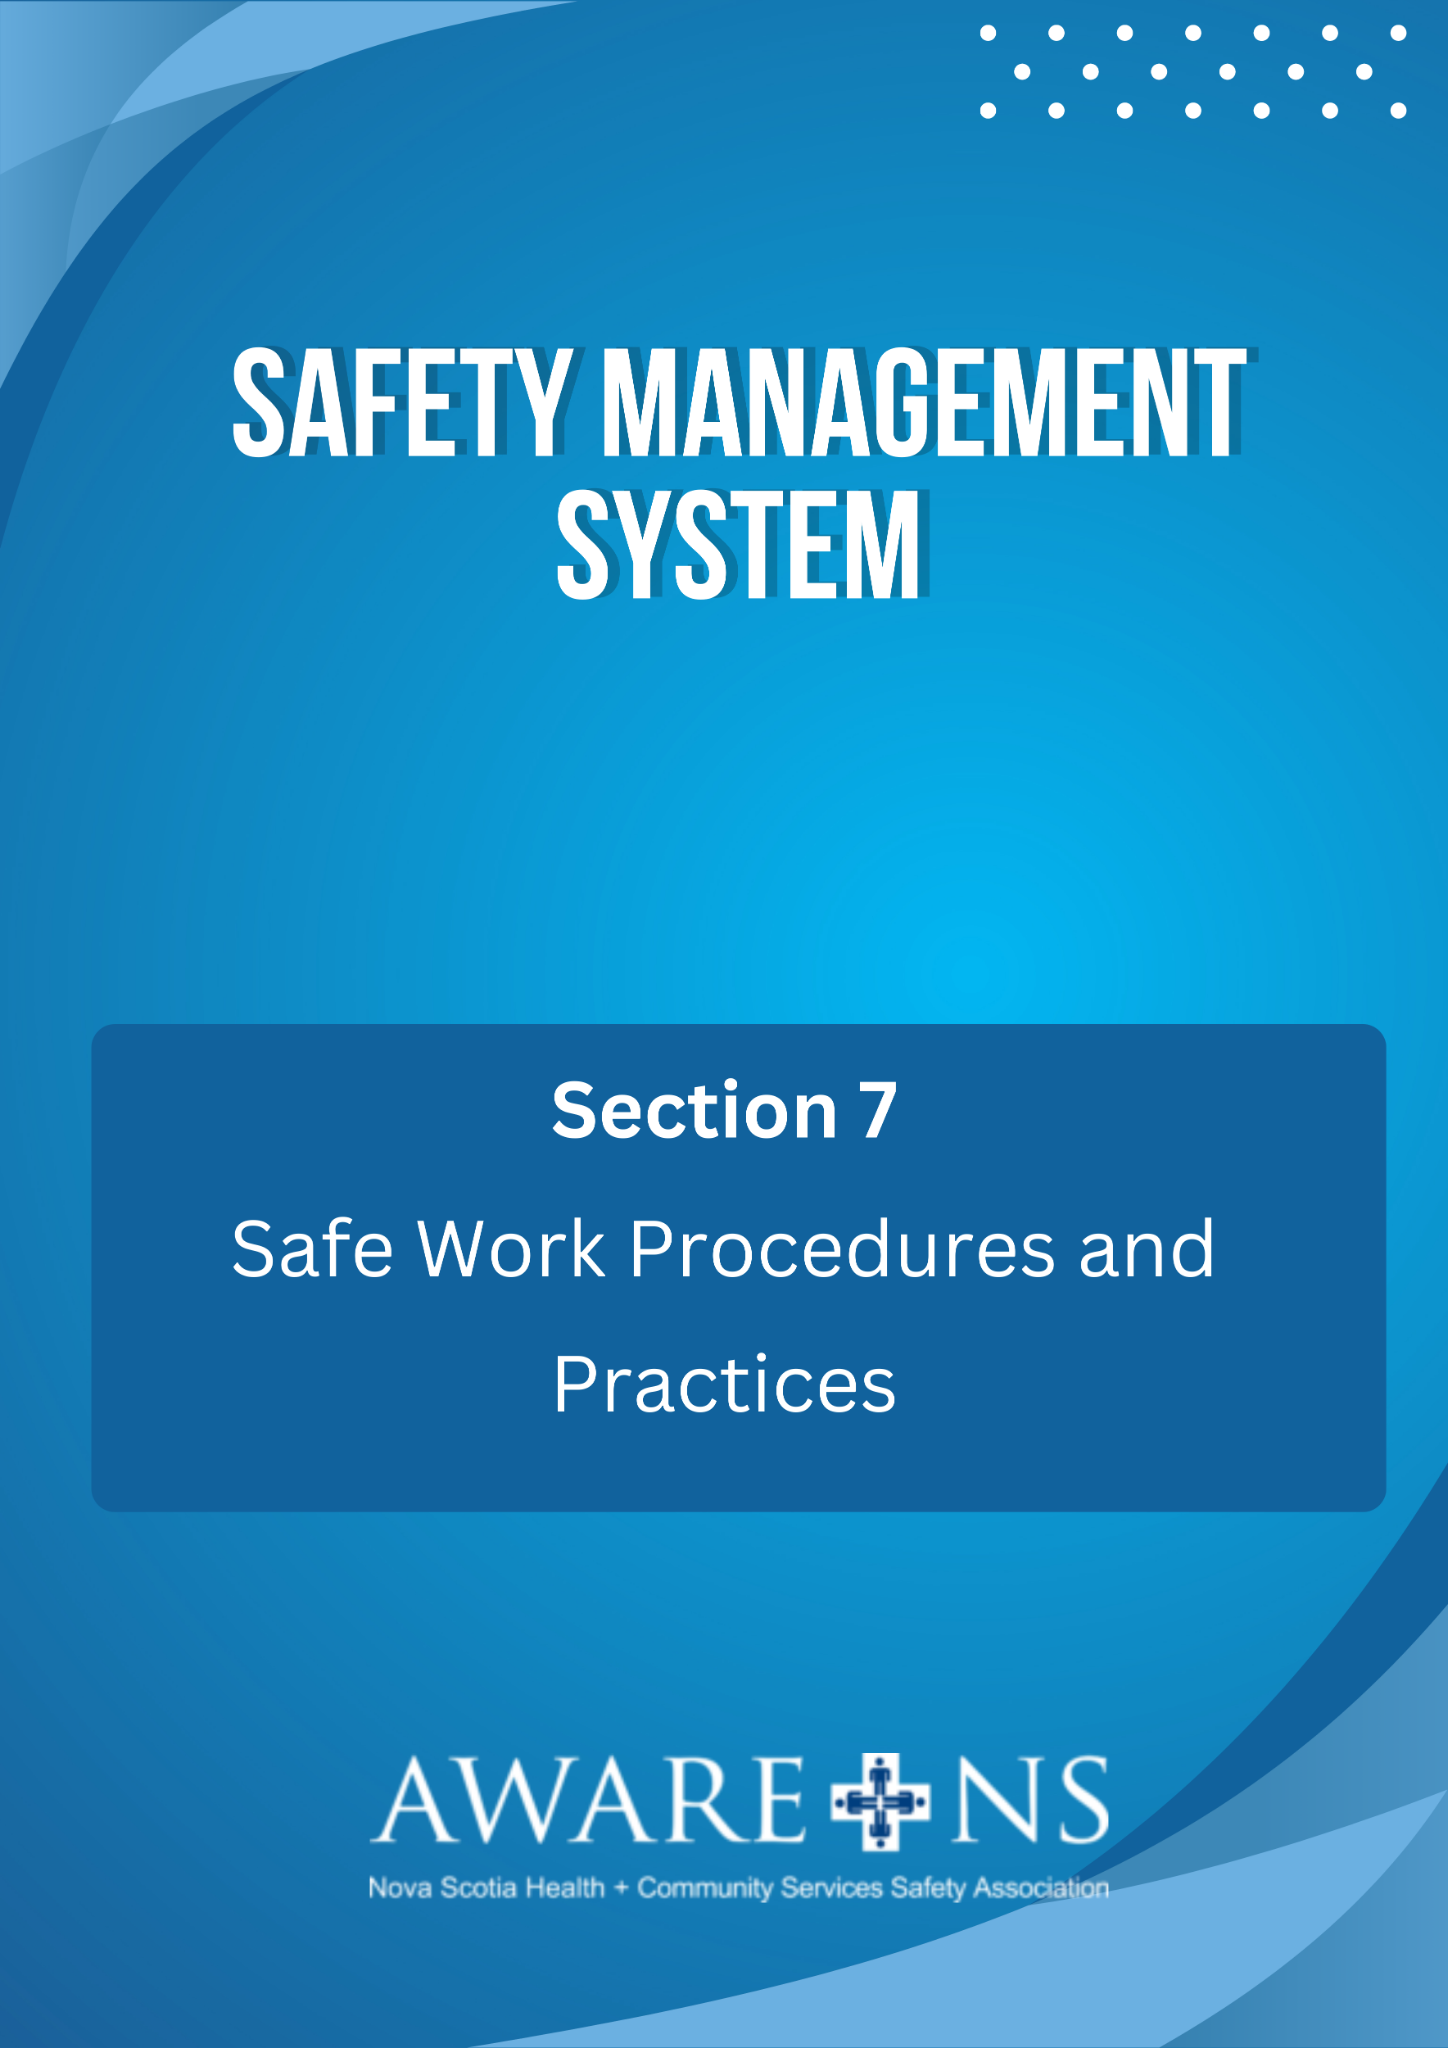 SAFETY MANAGEMENT
SYSTEM
Section 7
Safe Work Procedures and
Practices
AWARE NS
Nova Scotia Health + Community Services Safety Association